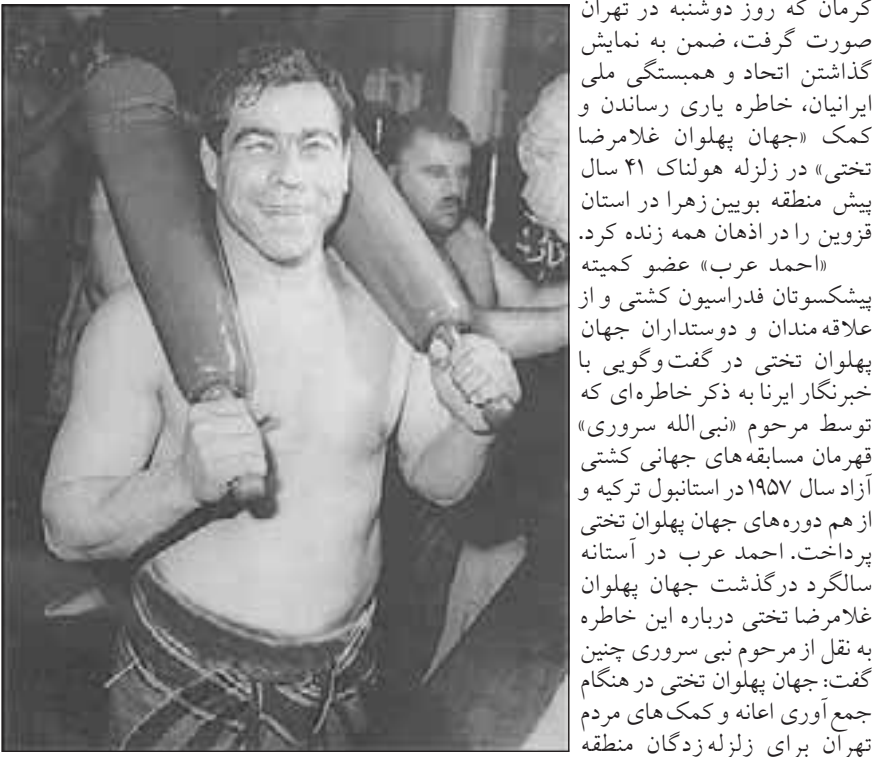 کرمان که روز دوشنبه در تهران
صورت گرفت، ضمن به نمایش
گذاشتن اتحاد و همبستگی ملی
ایرانیان، خاطره یاری رساندن و
کمک «جهان پهلوان غلامرضا
تختی» در زلزله هولناک ۴۱ سال
پیش منطقه بویین زهرا در استان
قزوین را در اذهان همه زنده کرد.
«احمد عرب» عضو کمیته
پیشکسوتان فدراسیون کشتی و از
علاقه مندان و دوستداران جهان
پهلوان تختی در گفت وگویی با
خبرنگار ایرنا به ذکر خاطره ای که
توسط مرحوم «نبی الله سروری»
قهرمان مسابقه های جهانی کشتی
آزاد سال ۱۹۵۷ در استانبول ترکیه و
از هم دوره های جهان پهلوان تختی
پرداخت. احمد عرب در آستانه
سالگرد درگذشت جهان پهلوان
غلامرضا تختی درباره این خاطره
به نقل از مرحوم نبی سروری چنین
گفت: جهان پهلوان تختی در هنگام
جمع آوری اعانه و کمک های مردم
تهران برای زلزله زدگان منطقه